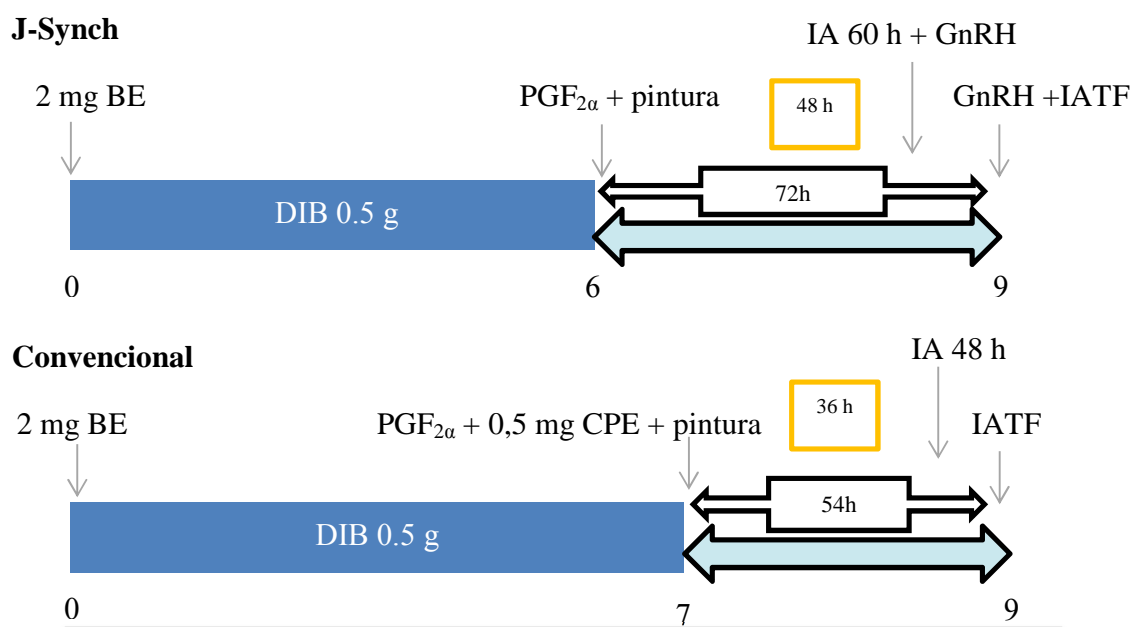 J-Synch
IA 60 h + GnRH
2 mg BE
PGF2α + pintura
48 h
GnRH +IATF
72h
DIB 0.5 g
0
6
9
Convencional
IA 48 h
2 mg BE
PGF2α + 0,5 mg CPE + pintura
36 h
IATF
54h
DIB 0.5 g
0
7
9